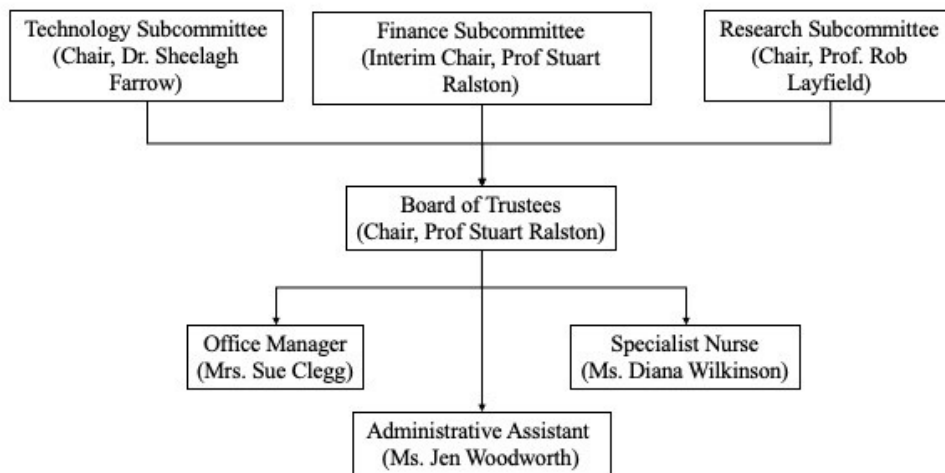 Technology Subcommittee
(Chair, Dr. Sheelagh
Farrow)
Finance Subcommittee
(Interim Chair, Prof Stuart
Ralston)
Research Subcommittee
(Chair, Prof. Rob
Layfield)
Board of Trustees
(Chair, Prof Stuart Ralston)
Office Manager
(Mrs. Sue Clegg)
Specialist Nurse
(Ms. Diana Wilkinson)
Administrative Assistant
(Ms. Jen Woodworth)